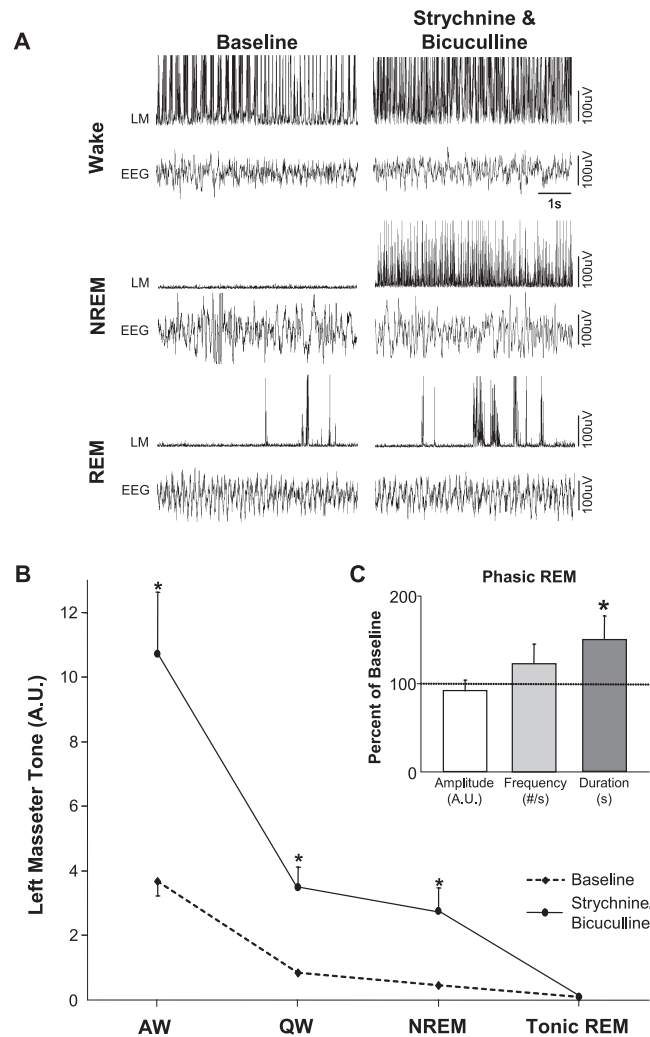 A
Baseline
Strychnine &
Bicuculline
Wake
LM
100uV
EEG
100uV
1s
NREM
LM
100uV
EEG
100uV
REM
LM
100uV
EEG
100uV
B
Left Masseter Tone (A.U.)
12
10
8
6
4
2
0
*
*
*
AW
QW
NREM
Tonic REM
Baseline
Strychnine/
Bicuculline
C
Phasic REM
Percent of Baseline
200
100
0
*
Amplitude
(A.U.)
Frequency
(#/s)
Duration
(s)